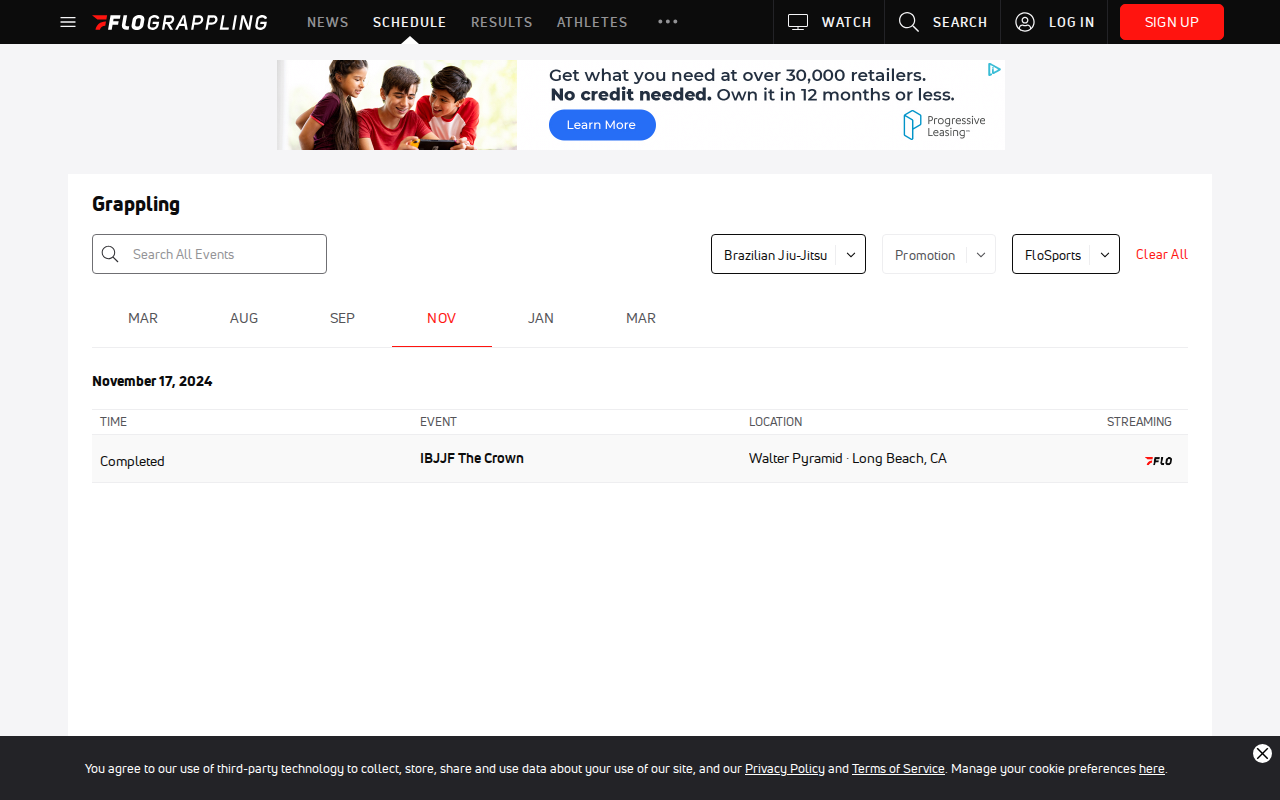 FLOGRAPPLING NEWS SCHEDULE RESULTS ATHLETES WATCH SEARCH LOG IN SIGN UP
Get what you need at over 30,000 retailers.
No credit needed. Own it in 12 months or less.
Learn More
Progressive
Leasing
Grappling
Search All Events
Brazilian Jiu-Jitsu Promotion FloSports Clear All
MAR AUG SEP NOV JAN MAR
November 17, 2024
TIME EVENT LOCATION STREAMING
Completed IBJJF The Crown Walter Pyramid · Long Beach, CA FLO
You agree to our use of third-party technology to collect, store, share and use data about your use of our site, and our Privacy Policy and Terms of Service. Manage your cookie preferences here.